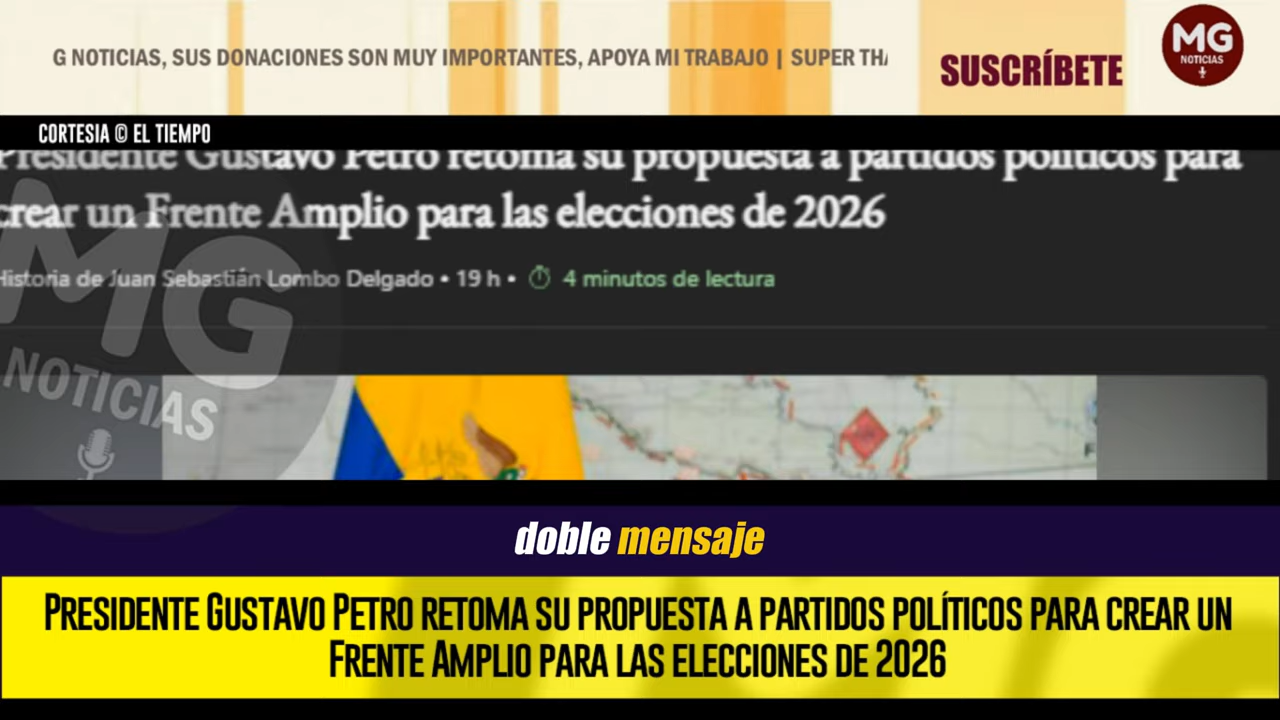 G NOTICIAS, SUS DONACIONES SON MUY IMPORTANTES, APOYA MI TRABAJO | SUPER THA
SUSCRÍBETE
MG
NOTICIAS
CORTESIA © EL TIEMPO
Presidente Gustavo Petro retoma su propuesta a partidos políticos para
crear un Frente Amplio para las elecciones de 2026
Historia de Juan Sebastián Lombo Delgado • 19 h • 4 minutos de lectura
MG
NOTICIAS
doble mensaje
PRESIDENTE GUSTAVO PETRO RETOMA SU PROPUESTA A PARTIDOS POLÍTICOS PARA CREAR UN
FRENTE AMPLIO PARA LAS ELECCIONES DE 2026